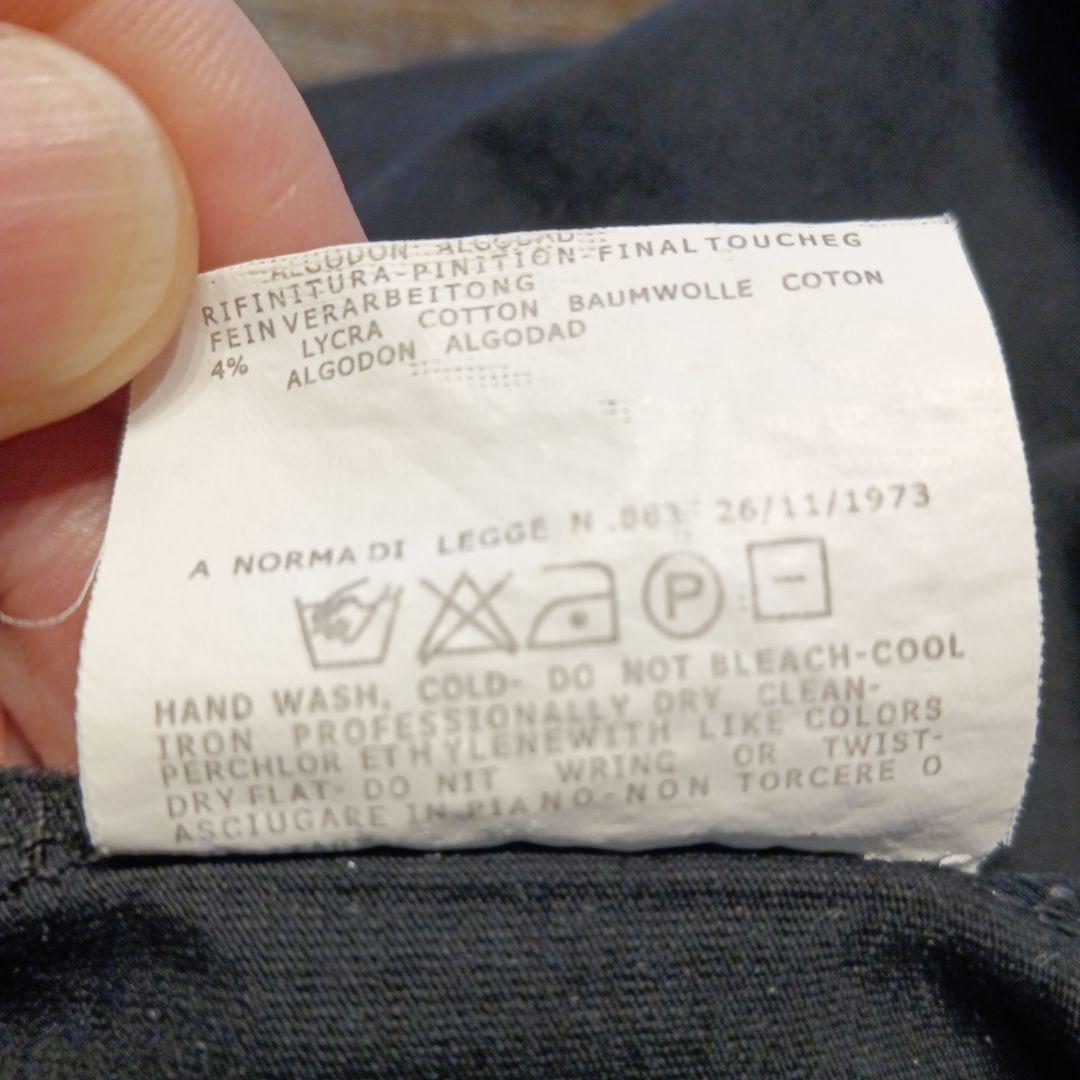 ALGODON ALGODAD
RIFINITURA-PINITION-FINALTOUCHEG
FEINVERARBEITONG
4% LYCRA COTTON BAUMWOLLE COTON
ALGODON ALGODAD
A NORMA DI LEGGE N.883 26/11/1973
P
HAND WASH, COLD- DO NOT BLEACH-COOL
IRON PROFESSIONALLY DRY CLEAN-
PERCHLOR ETHYLENEWITH LIKE COLORS
DRY FLAT- DO NIT WRING OR TWIST-
ASCIUGARE IN PIANO-NON TORCERE O